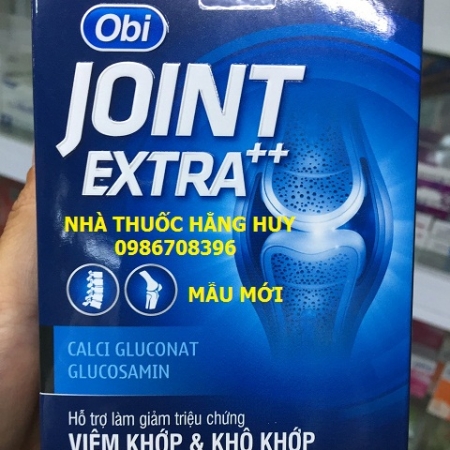 Obi
JOINT
EXTRA++
NHÀ THUỐC HẰNG HUY
0986708396
MẪU MỚI
CALCI GLUCONAT
GLUCOSAMIN
Hỗ trợ làm giảm triệu chứng
VIÊM KHỚP & KHÔ KHỚP